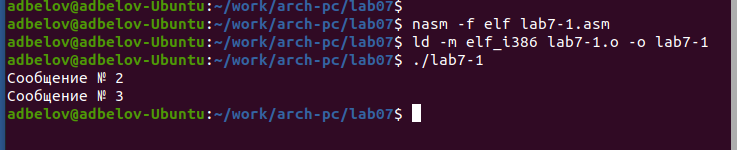 adbelov@adbelov-Ubuntu:~/work/arch-pc/lab07$
adbelov@adbelov-Ubuntu:~/work/arch-pc/lab07$ nasm -f elf lab7-1.asm
adbelov@adbelov-Ubuntu:~/work/arch-pc/lab07$ ld -m elf_i386 lab7-1.o -o lab7-1
adbelov@adbelov-Ubuntu:~/work/arch-pc/lab07$ ./lab7-1
Сообщение № 2
Сообщение № 3
adbelov@adbelov-Ubuntu:~/work/arch-pc/lab07$